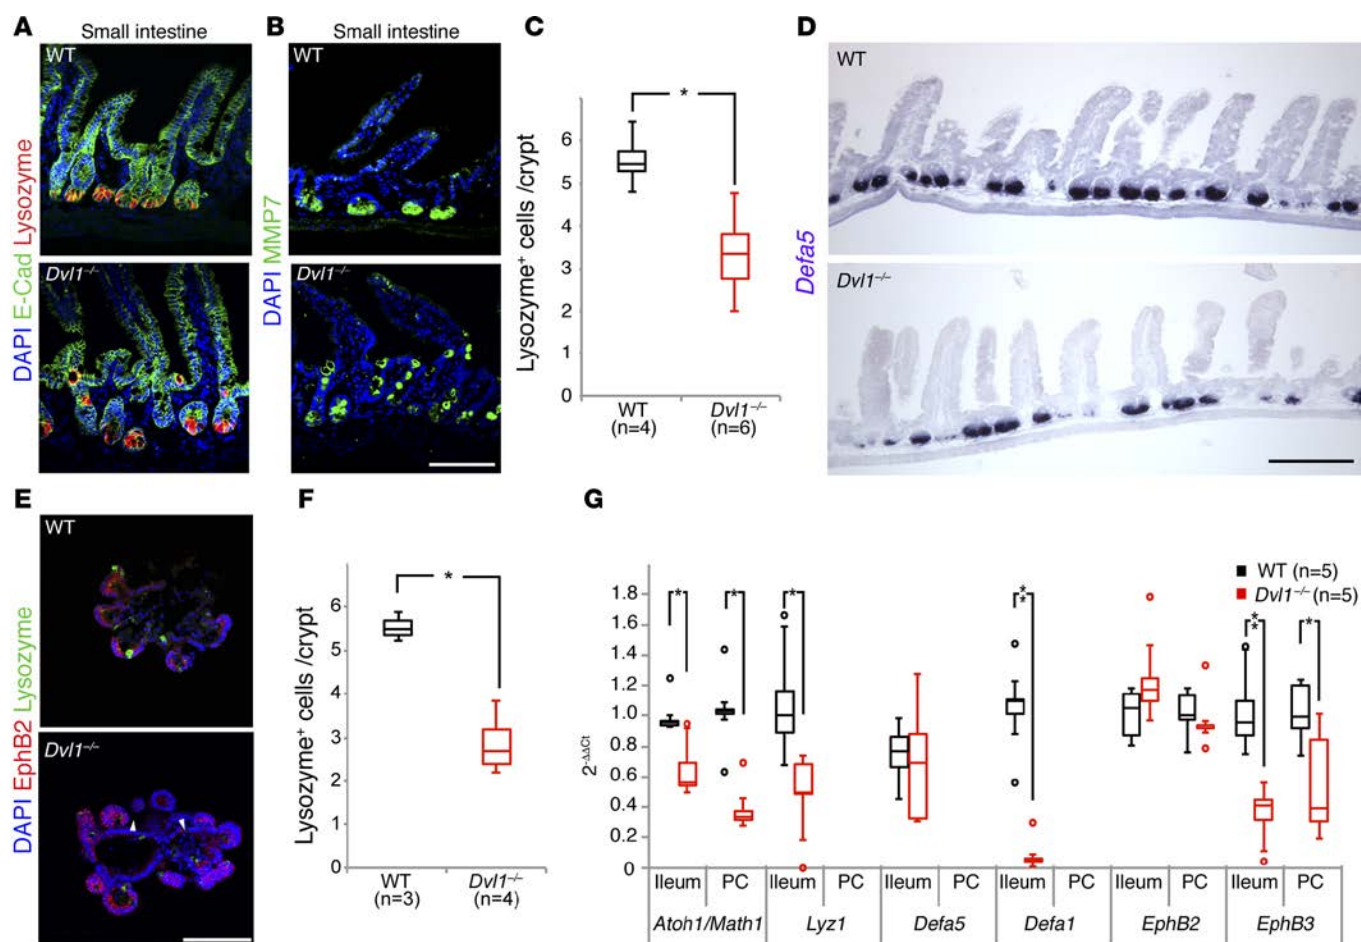 A
Small intestine
WT
Dvl1–/–
DAPI E-Cad Lysozyme
B
Small intestine
WT
Dvl1–/–
DAPI MMP7
C
*
Lysozyme+ cells /crypt
6
5
4
3
2
1
0
WT
(n=4)
Dvl1–/–
(n=6)
D
WT
Dvl1–/–
Defa5
E
WT
Dvl1–/–
DAPI EphB2 Lysozyme
F
*
Lysozyme+ cells /crypt
6
5
4
3
2
1
0
WT
(n=3)
Dvl1–/–
(n=4)
G
WT (n=5)
Dvl1–/– (n=5)
* * * ** ** *
2-ΔΔCt
1.8
1.6
1.4
1.2
1.0
0.8
0.6
0.4
0.2
0
Ileum PC Ileum PC Ileum PC Ileum PC Ileum PC Ileum PC
Atoh1/Math1 Lyz1 Defa5 Defa1 EphB2 EphB3